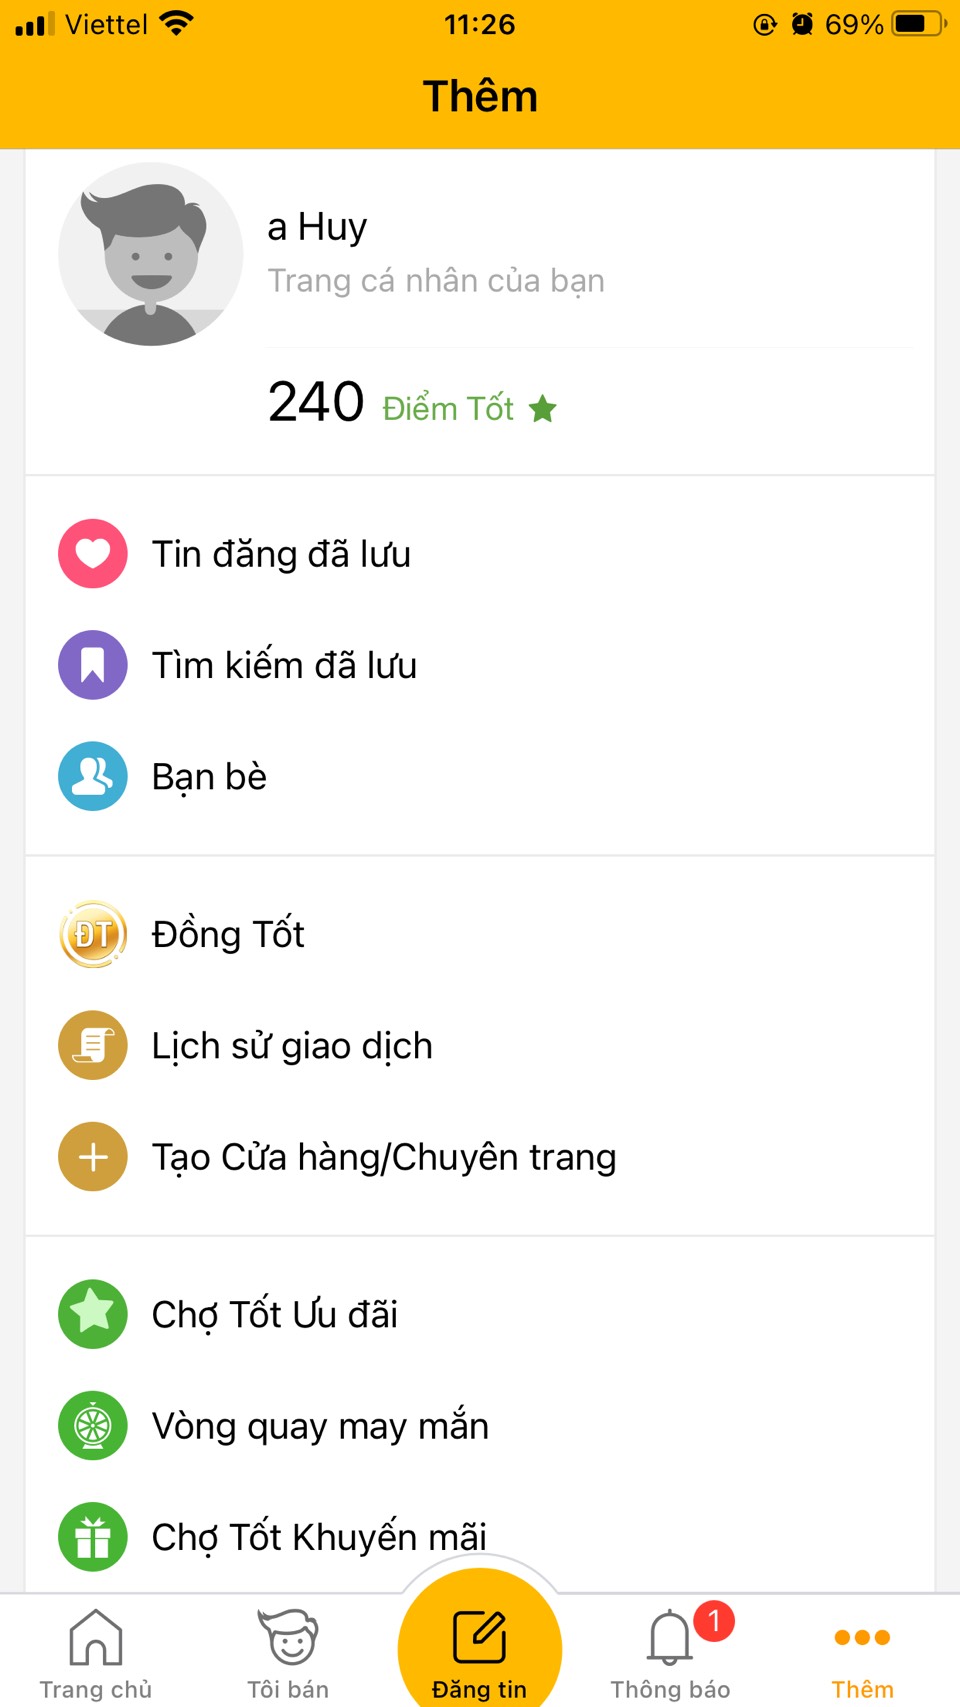 Viettel 11:26 69%
Thêm
a Huy
Trang cá nhân của bạn
240 Điểm Tốt
Tin đăng đã lưu
Tìm kiếm đã lưu
Bạn bè
ĐT Đồng Tốt
Lịch sử giao dịch
Tạo Cửa hàng/Chuyên trang
Chợ Tốt Ưu đãi
Vòng quay may mắn
Chợ Tốt Khuyến mãi
1
Trang chủ Tôi bán Đăng tin Thông báo Thêm